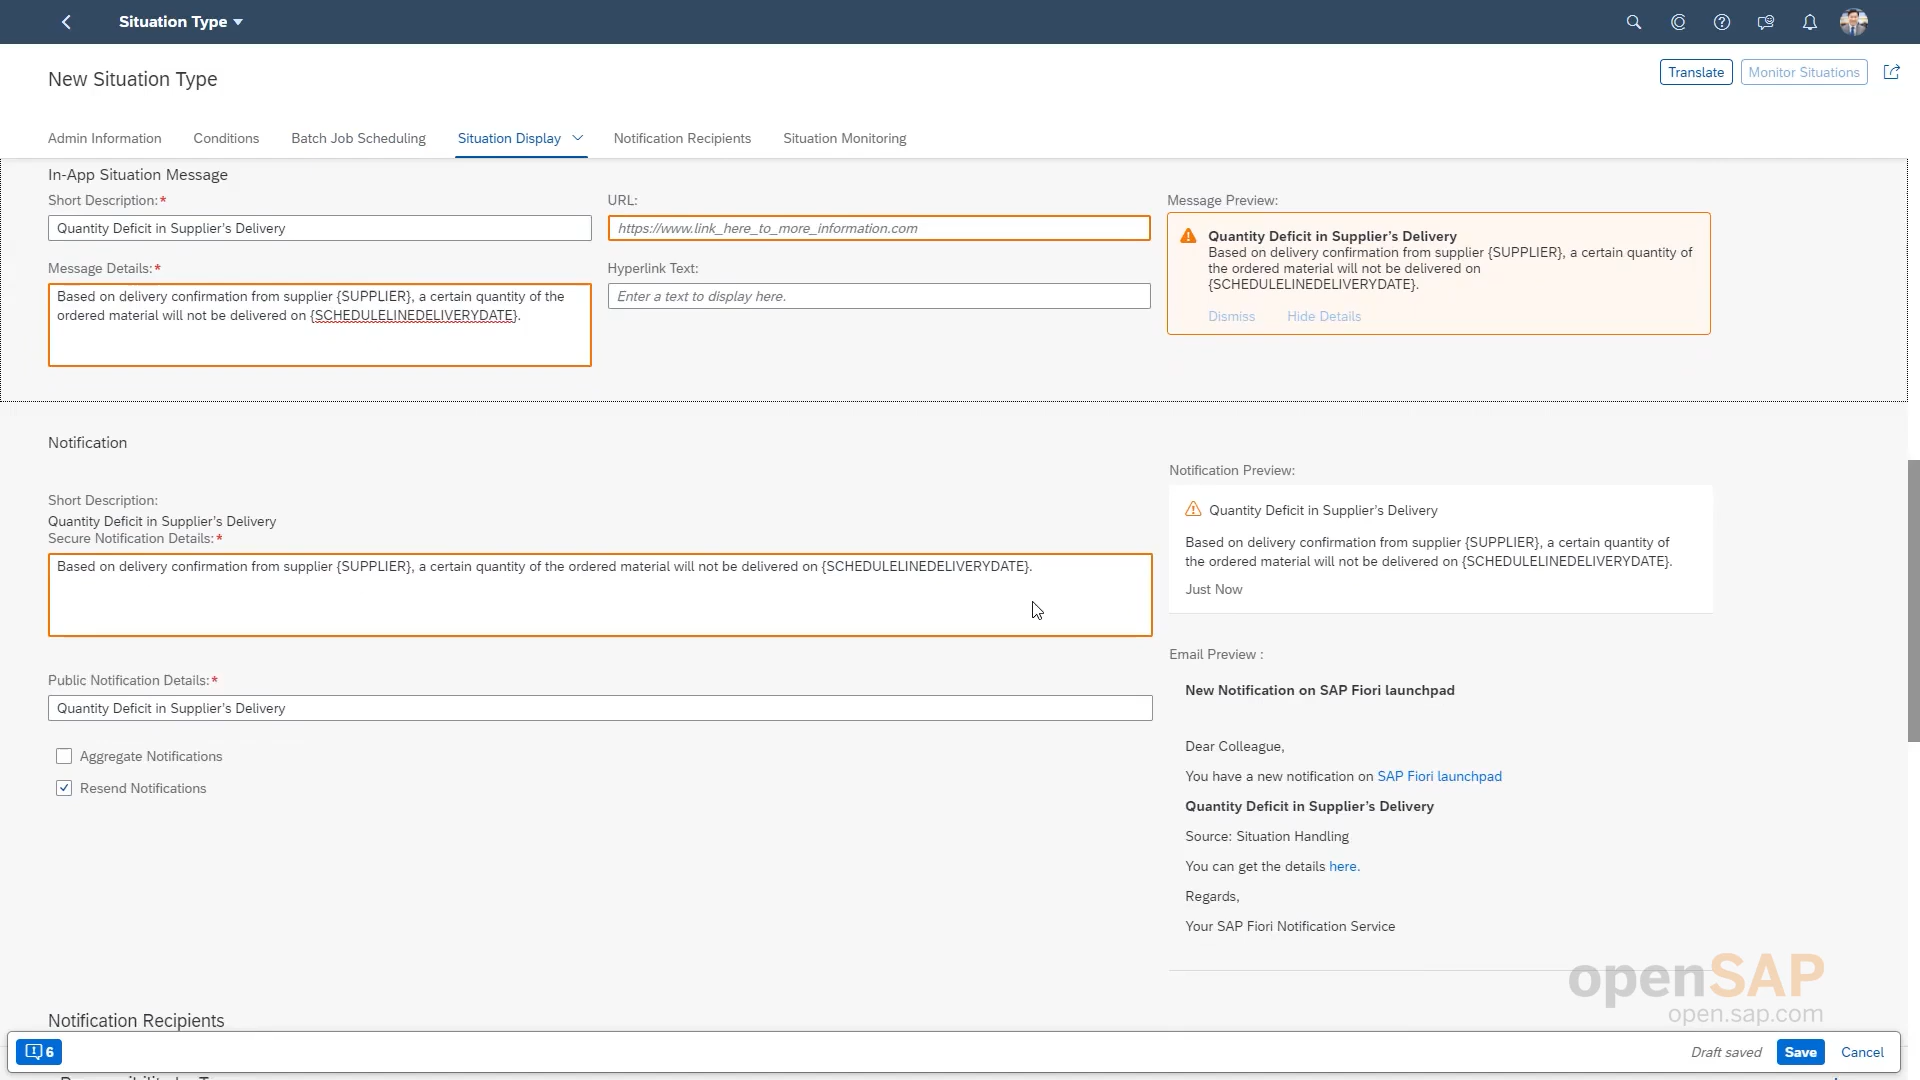 Situation Type
New Situation Type
Translate
Monitor Situations
Admin Information
Conditions
Batch Job Scheduling
Situation Display
Notification Recipients
Situation Monitoring
In-App Situation Message
Short Description:*
Quantity Deficit in Supplier's Delivery
URL:
https://www.link_here_to_more_information.com
Message Details:*
Based on delivery confirmation from supplier {SUPPLIER}, a certain quantity of the
ordered material will not be delivered on {SCHEDULELINEDELIVERYDATE}.
Hyperlink Text:
Enter a text to display here.
Message Preview:
Quantity Deficit in Supplier's Delivery
Based on delivery confirmation from supplier {SUPPLIER}, a certain quantity of
the ordered material will not be delivered on
{SCHEDULELINEDELIVERYDATE}.
Dismiss
Hide Details
Notification
Short Description:
Quantity Deficit in Supplier's Delivery
Secure Notification Details:*
Based on delivery confirmation from supplier {SUPPLIER}, a certain quantity of the ordered material will not be delivered on {SCHEDULELINEDELIVERYDATE}.
Public Notification Details:*
Quantity Deficit in Supplier's Delivery
Aggregate Notifications
Resend Notifications
Notification Preview:
Quantity Deficit in Supplier's Delivery
Based on delivery confirmation from supplier {SUPPLIER}, a certain quantity of
the ordered material will not be delivered on {SCHEDULELINEDELIVERYDATE}.
Just Now
Email Preview :
New Notification on SAP Fiori launchpad
Dear Colleague,
You have a new notification on SAP Fiori launchpad
Quantity Deficit in Supplier's Delivery
Source: Situation Handling
You can get the details here.
Regards,
Your SAP Fiori Notification Service
openSAP
open.sap.com
Notification Recipients
6
Draft saved
Save
Cancel